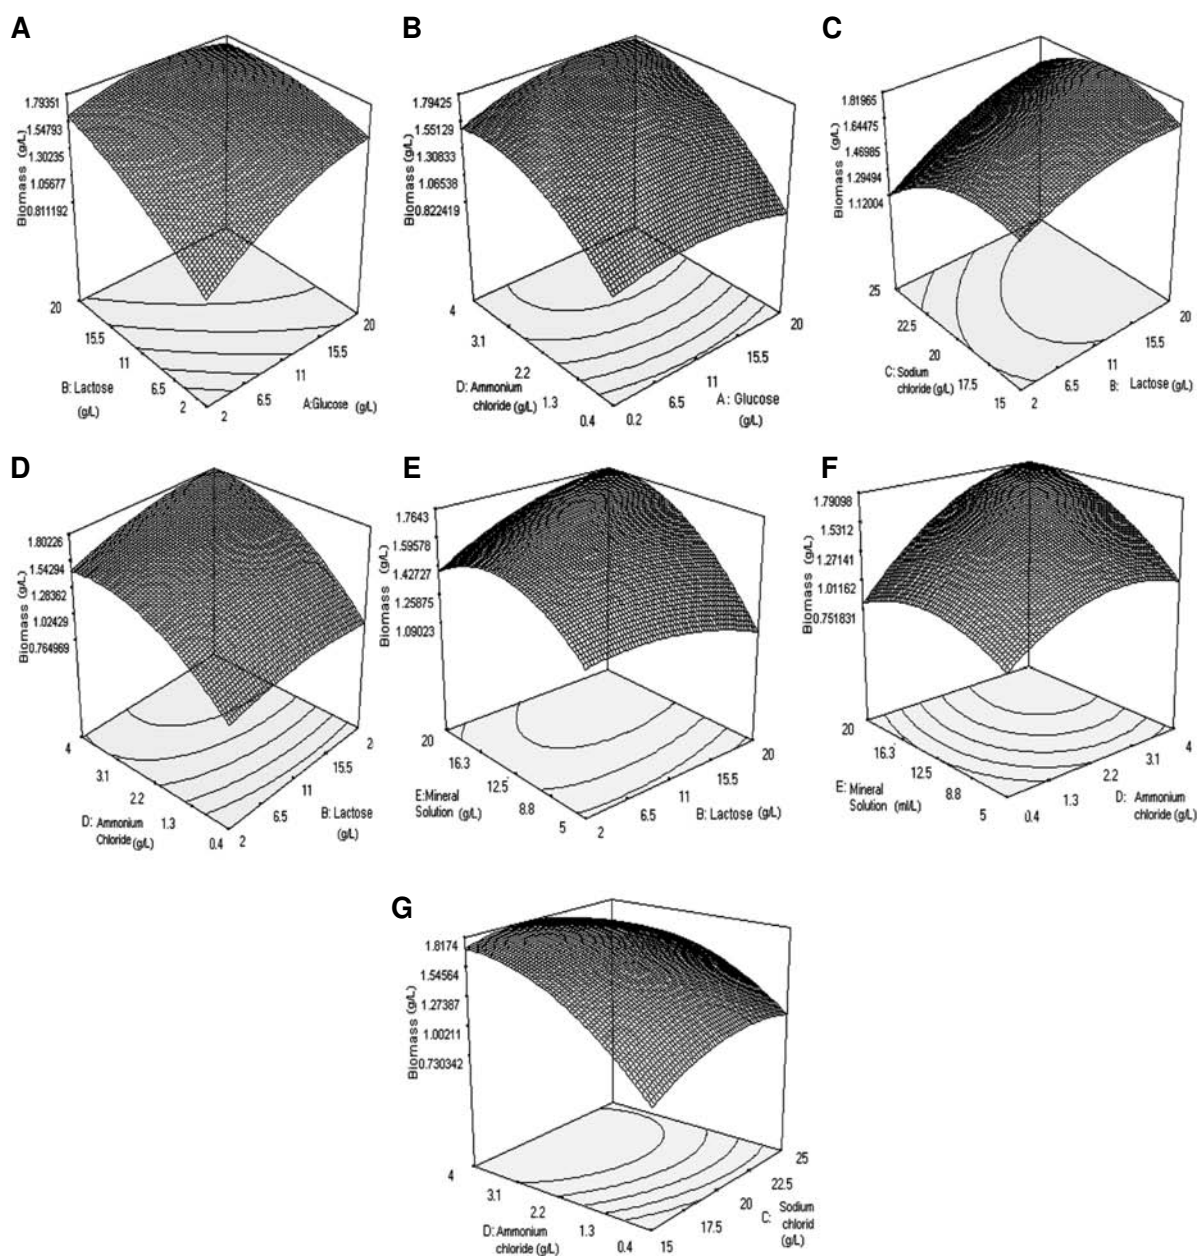 A
1.79351
1.54793
1.30235
1.05677
0.811192
Biomass (g/L)
20
15.5
11
6.5
2
B: Lactose
(g/L)
2
6.5
11
15.5
20
A:Glucose (g/L)
B
1.79425
1.55129
1.30833
1.06538
0.822419
Biomass (g/L)
4
3.1
2.2
1.3
0.4
D: Ammonium
chloride (g/L)
0.2
6.5
11
15.5
20
A: Glucose
(g/L)
C
1.81965
1.64475
1.46985
1.29494
1.12004
Biomass (g/L)
25
22.5
20
17.5
15
C: Sodium
chloride (g/L)
2
6.5
11
15.5
20
B: Lactose (g/L)
D
1.80226
1.54294
1.28362
1.02429
0.764969
Biomass (g/L)
4
3.1
2.2
1.3
0.4
D: Ammonium
Chloride (g/L)
2
6.5
11
15.5
2
B: Lactose
(g/L)
E
1.7643
1.59578
1.42727
1.25875
1.09023
Biomass (g/L)
20
16.3
12.5
8.8
5
E:Mineral
Solution (g/L)
2
6.5
11
15.5
20
B: Lactose (g/L)
F
1.79098
1.5312
1.27141
1.01162
0.751831
Biomass (g/L)
20
16.3
12.5
8.8
5
E: Mineral
Solution (ml/L)
0.4
1.3
2.2
3.1
4
D: Ammonium
chloride (g/L)
G
1.8174
1.54564
1.27387
1.00211
0.730342
Biomass (g/L)
4
3.1
2.2
1.3
0.4
D: Ammonium
chloride (g/L)
15
17.5
20
22.5
25
C: Sodium
chlorid
(g/L)